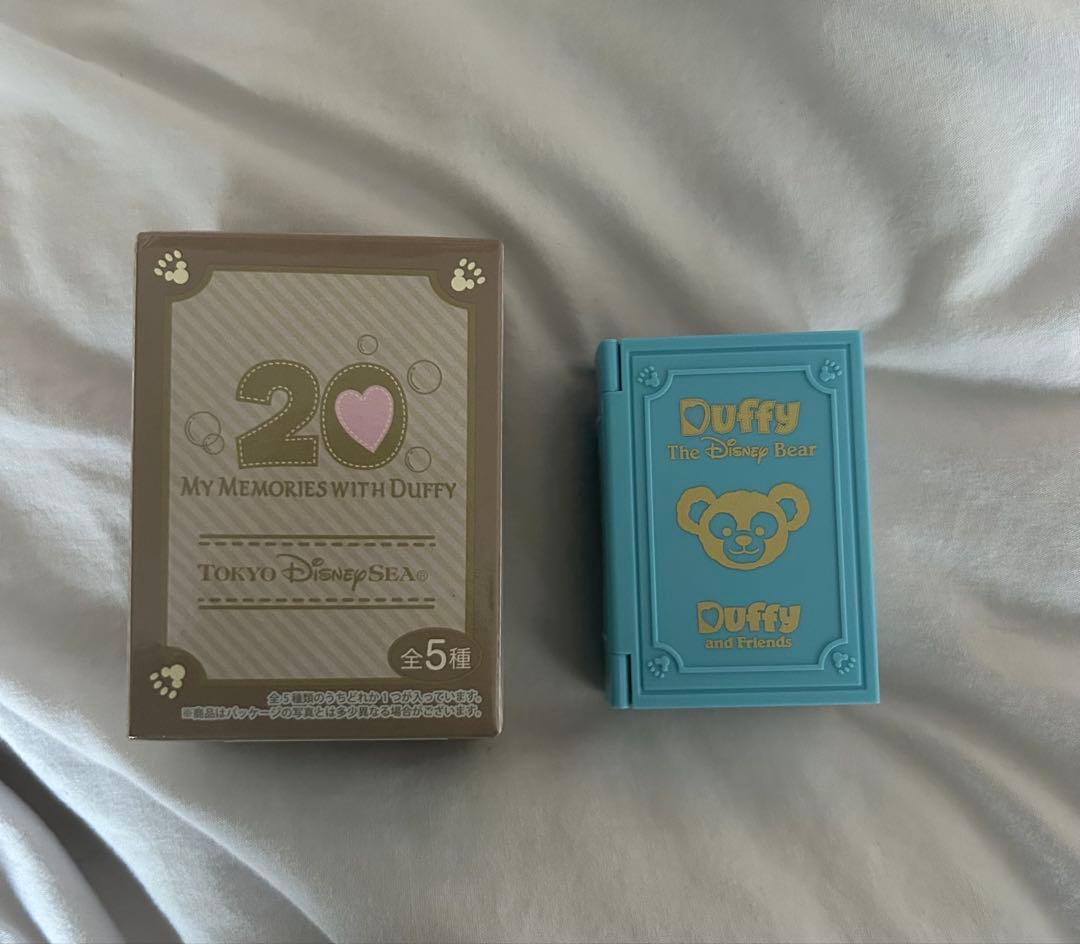 20
MY MEMORIES WITH DUFFY
TOKYO DISNEYSEA®
全5種
全5種類のうちどれか1つが入っています。
※商品はパッケージの写真とは多少異なる場合がございます。
Duffy
The Disney Bear
Duffy
and Friends